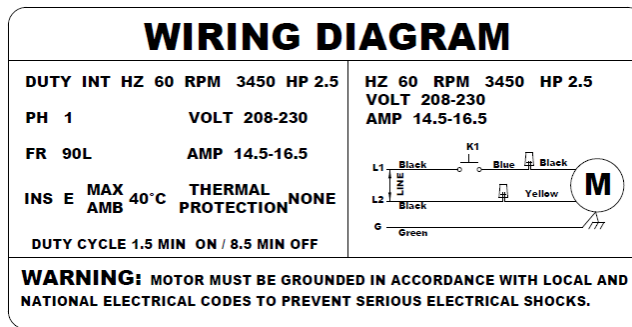 WIRING DIAGRAM
DUTY INT HZ 60 RPM 3450 HP 2.5
PH 1 VOLT 208-230
FR 90L AMP 14.5-16.5
INS E MAX AMB 40°C THERMAL PROTECTION NONE
DUTY CYCLE 1.5 MIN ON / 8.5 MIN OFF
HZ 60 RPM 3450 HP 2.5
VOLT 208-230
AMP 14.5-16.5
K1
L1 Black Blue Black
LINE
M
L2 Black Yellow
G Green
WARNING: MOTOR MUST BE GROUNDED IN ACCORDANCE WITH LOCAL AND
NATIONAL ELECTRICAL CODES TO PREVENT SERIOUS ELECTRICAL SHOCKS.